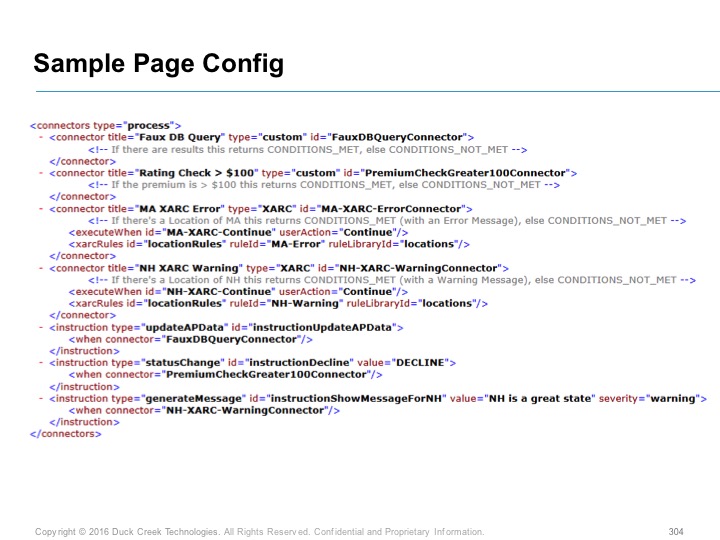 Sample Page Config
<connectors type="process">
- <connector title="Faux DB Query" type="custom" id="FauxDBQueryConnector">
<!-- If there are results this returns CONDITIONS_MET, else CONDITIONS_NOT_MET -->
</connector>
- <connector title="Rating Check > $100" type="custom" id="PremiumCheckGreater100Connector">
<!-- If the premium is > $100 this returns CONDITIONS_MET, else CONDITIONS_NOT_MET -->
</connector>
- <connector title="MA XARC Error" type="XARC" id="MA-XARC-ErrorConnector">
<!-- If there's a Location of MA this returns CONDITIONS_MET (with an Error Message), else CONDITIONS_NOT_MET -->
<executeWhen id="MA-XARC-Continue" userAction="Continue"/>
<xarcRules id="locationRules" ruleId="MA-Error" ruleLibraryId="locations"/>
</connector>
- <connector title="NH XARC Warning" type="XARC" id="NH-XARC-WarningConnector">
<!-- If there's a Location of NH this returns CONDITIONS_MET (with a Warning Message), else CONDITIONS_NOT_MET -->
<executeWhen id="NH-XARC-Continue" userAction="Continue"/>
<xarcRules id="locationRules" ruleId="NH-Warning" ruleLibraryId="locations"/>
</connector>
- <instruction type="updateAPData" id="instructionUpdateAPData">
<when connector="FauxDBQueryConnector"/>
</instruction>
- <instruction type="statusChange" id="instructionDecline" value="DECLINE">
<when connector="PremiumCheckGreater100Connector"/>
</instruction>
- <instruction type="generateMessage" id="instructionShowMessageForNH" value="NH is a great state" severity="warning">
<when connector="NH-XARC-WarningConnector"/>
</instruction>
</connectors>
Copyright © 2016 Duck Creek Technologies. All Rights Reserved. Confidential and Proprietary Information.
304